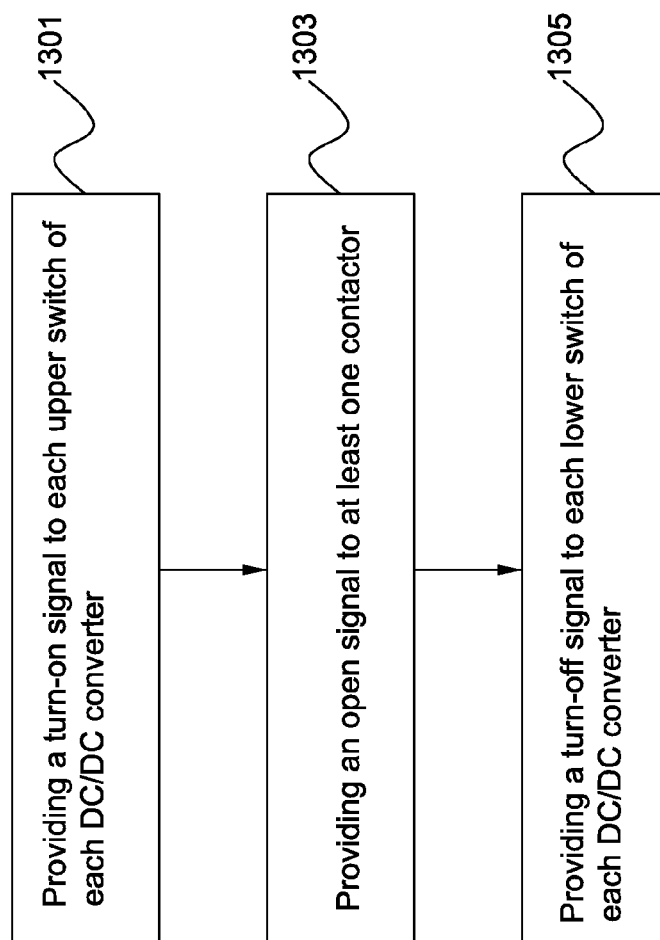 Providing a turn-on signal to each upper switch of
each DC/DC converter
1301
Providing an open signal to at least one contactor
1303
Providing a turn-off signal to each lower switch of
each DC/DC converter
1305